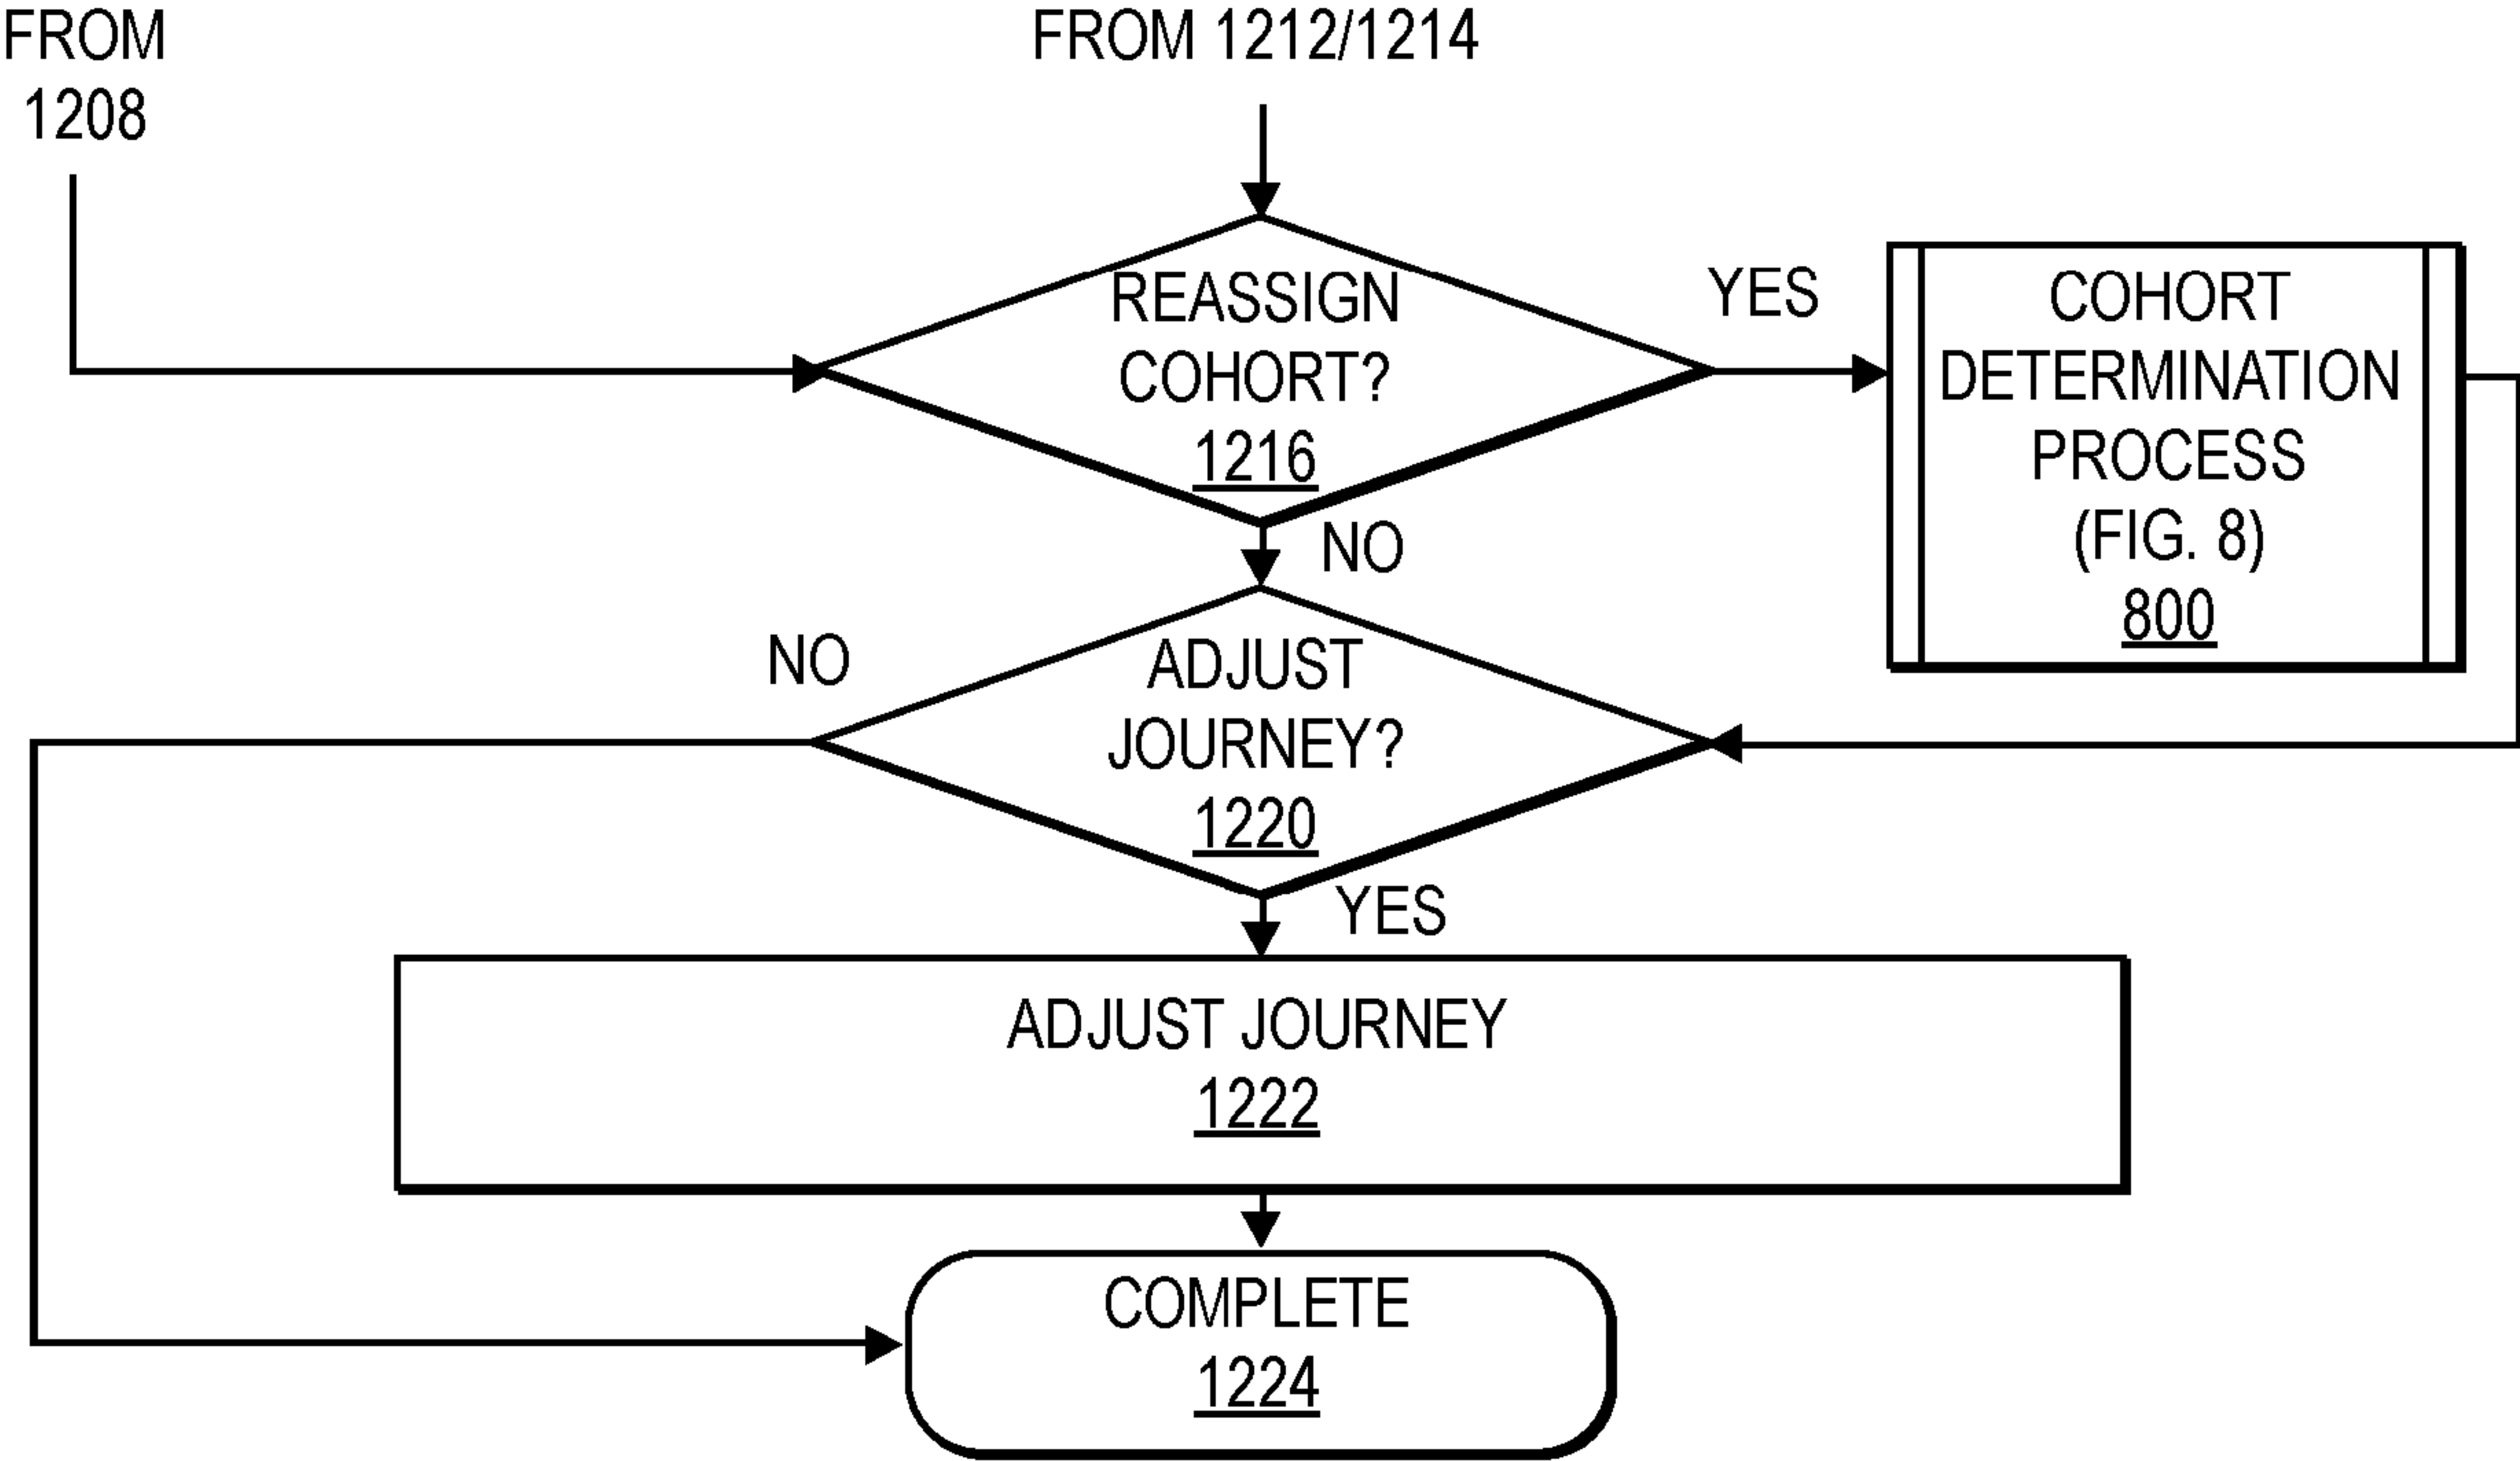 FROM
1208
FROM 1212/1214
REASSIGN
COHORT?
1216
YES
COHORT
DETERMINATION
PROCESS
(FIG. 8)
800
NO
NO
ADJUST
JOURNEY?
1220
YES
ADJUST JOURNEY
1222
COMPLETE
1224